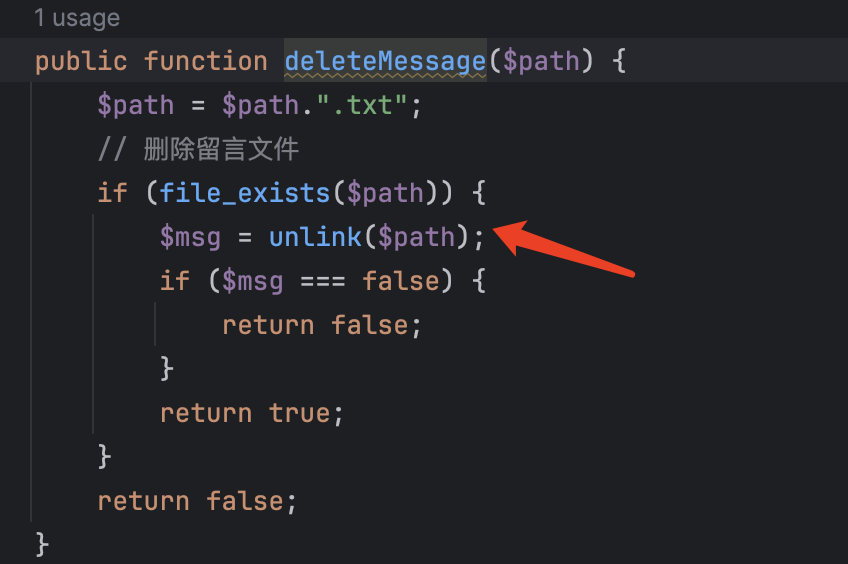 1 usage
public function deleteMessage($path) {
$path = $path.".txt";
// 删除留言文件
if (file_exists($path)) {
$msg = unlink($path);
if ($msg === false) {
return false;
}
return true;
}
return false;
}